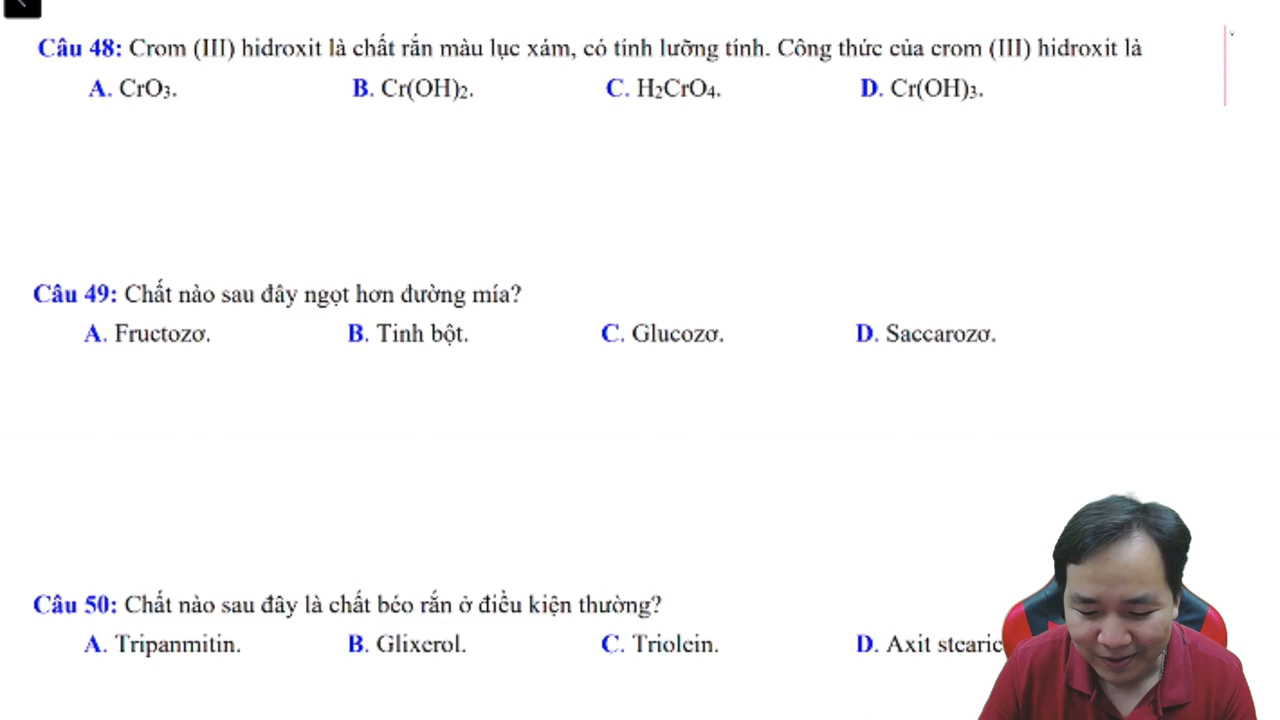 Câu 48: Crom (III) hidroxit là chất rắn màu lục xám, có tính lưỡng tính. Công thức của crom (III) hidroxit là
A. CrO₃. B. Cr(OH)₂. C. H₂CrO₄. D. Cr(OH)₃.
Câu 49: Chất nào sau đây ngọt hơn đường mía?
A. Fructozơ. B. Tinh bột. C. Glucozơ. D. Saccarozơ.
Câu 50: Chất nào sau đây là chất béo rắn ở điều kiện thường?
A. Tripanmitin. B. Glixerol. C. Triolein. D. Axit stearic